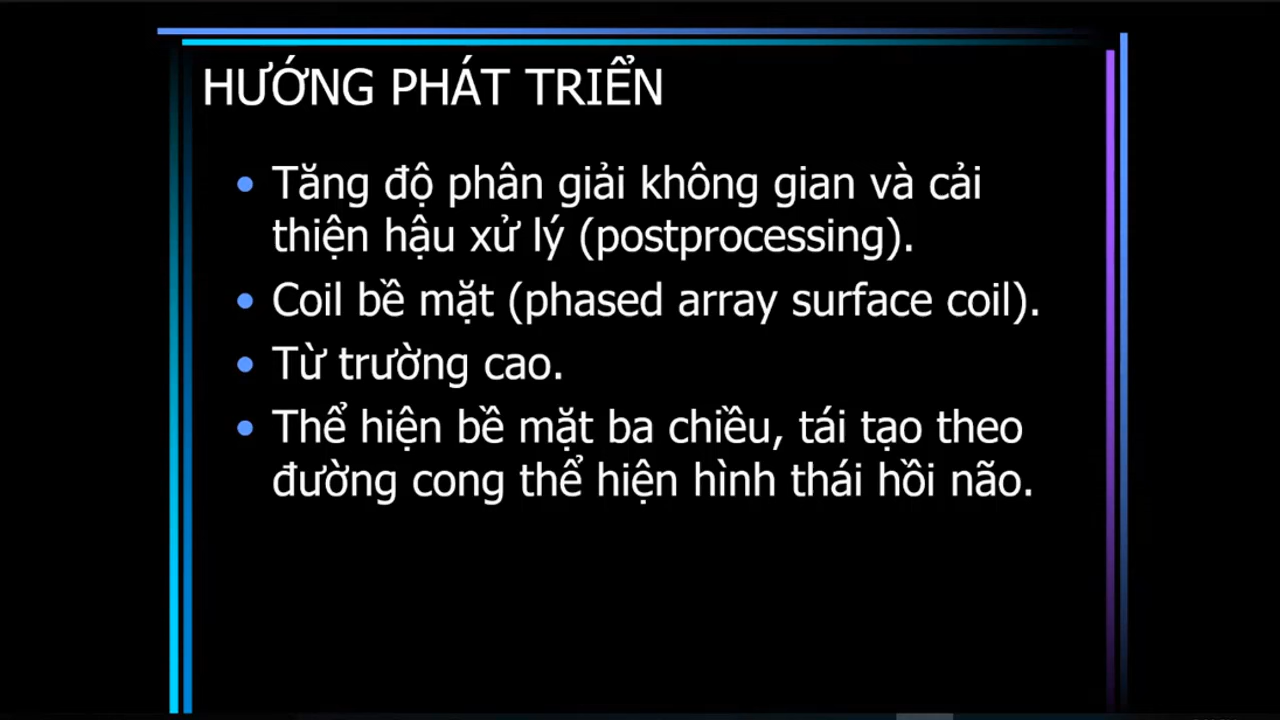 HƯỚNG PHÁT TRIỂN
• Tăng độ phân giải không gian và cải
thiện hậu xử lý (postprocessing).
• Coil bề mặt (phased array surface coil).
• Từ trường cao.
• Thể hiện bề mặt ba chiều, tái tạo theo
đường cong thể hiện hình thái hồi não.